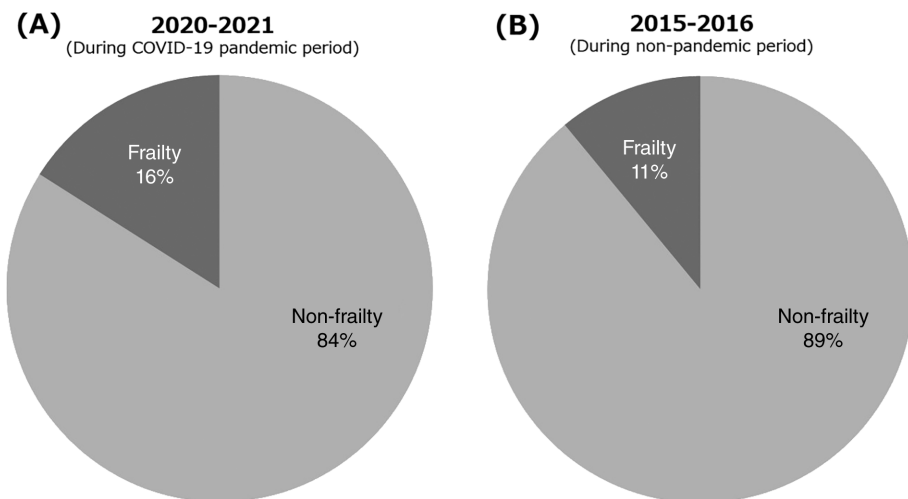 (A)
2020-2021
(During COVID-19 pandemic period)
Frailty
16%
Non-frailty
84%
(B)
2015-2016
(During non-pandemic period)
Frailty
11%
Non-frailty
89%